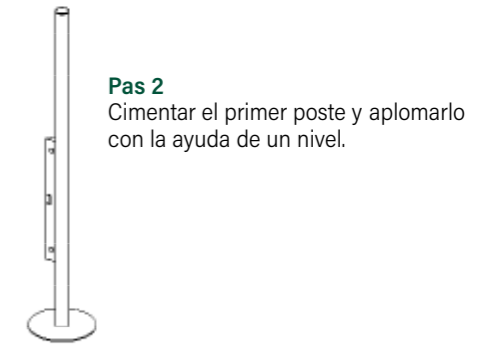 Pas 2
Cimentar el primer poste y aplomarlo
con la ayuda de un nivel.